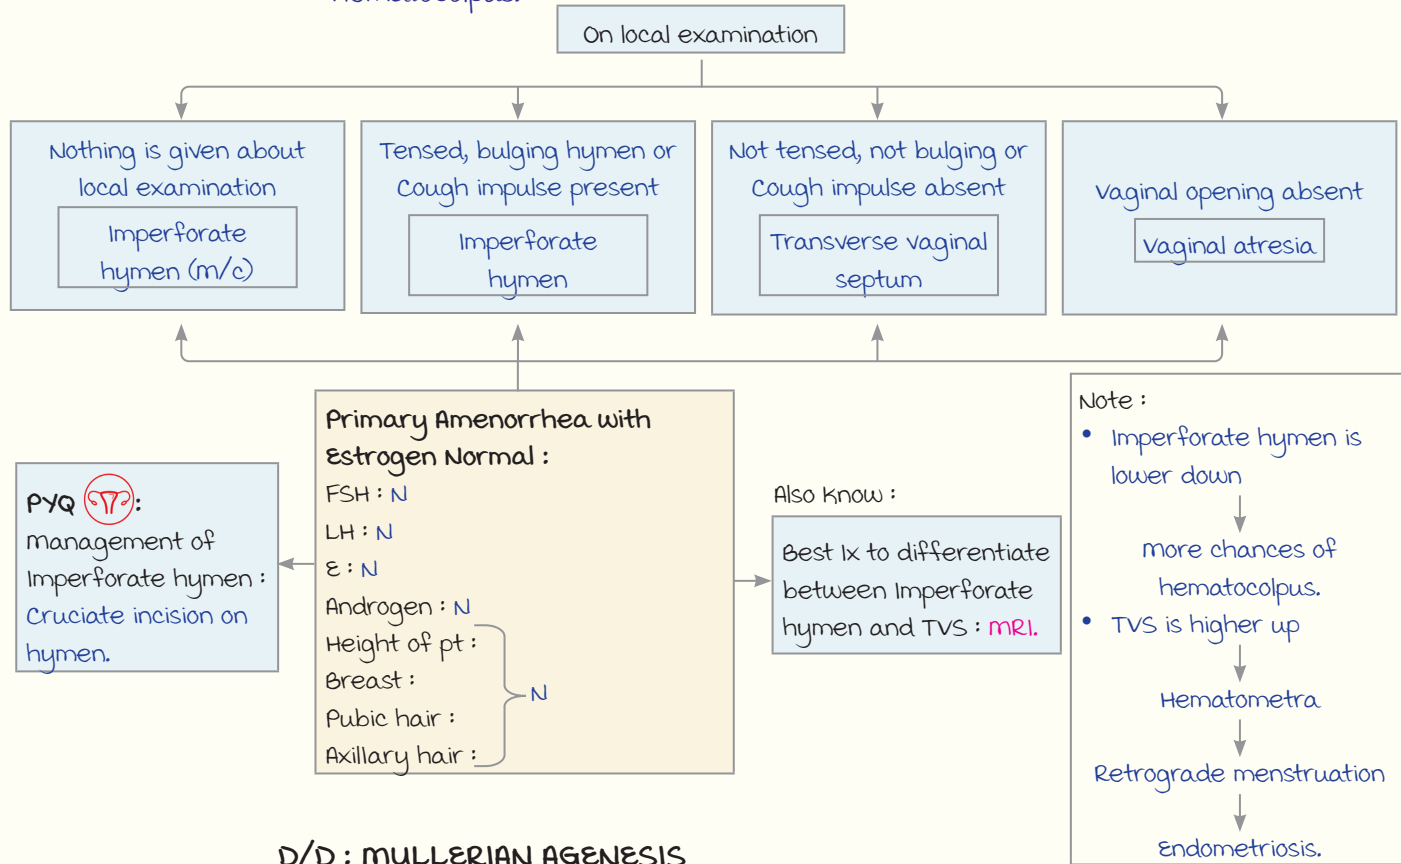 Hematocolpus.
On local examination
Nothing is given about
local examination
Imperforate
hymen (m/c)
Tensed, bulging hymen or
Cough impulse present
Imperforate
hymen
Not tensed, not bulging or
Cough impulse absent
Transverse vaginal
septum
Vaginal opening absent
Vaginal atresia
PYQ :
Management of
Imperforate hymen :
Cruciate incision on
hymen.
Primary Amenorrhea with
Estrogen Normal :
FSH : N
LH : N
E : N
Androgen : N
Height of pt :
Breast :
Pubic hair :
Axillary hair :
N
Also know :
Best Ix to differentiate
between Imperforate
hymen and TVS : MRI.
Note :
• Imperforate hymen is
lower down
More chances of
hematocolpus.
• TVS is higher up
Hematometra
Retrograde menstruation
Endometriosis.
D/D : MULLERIAN AGENESIS